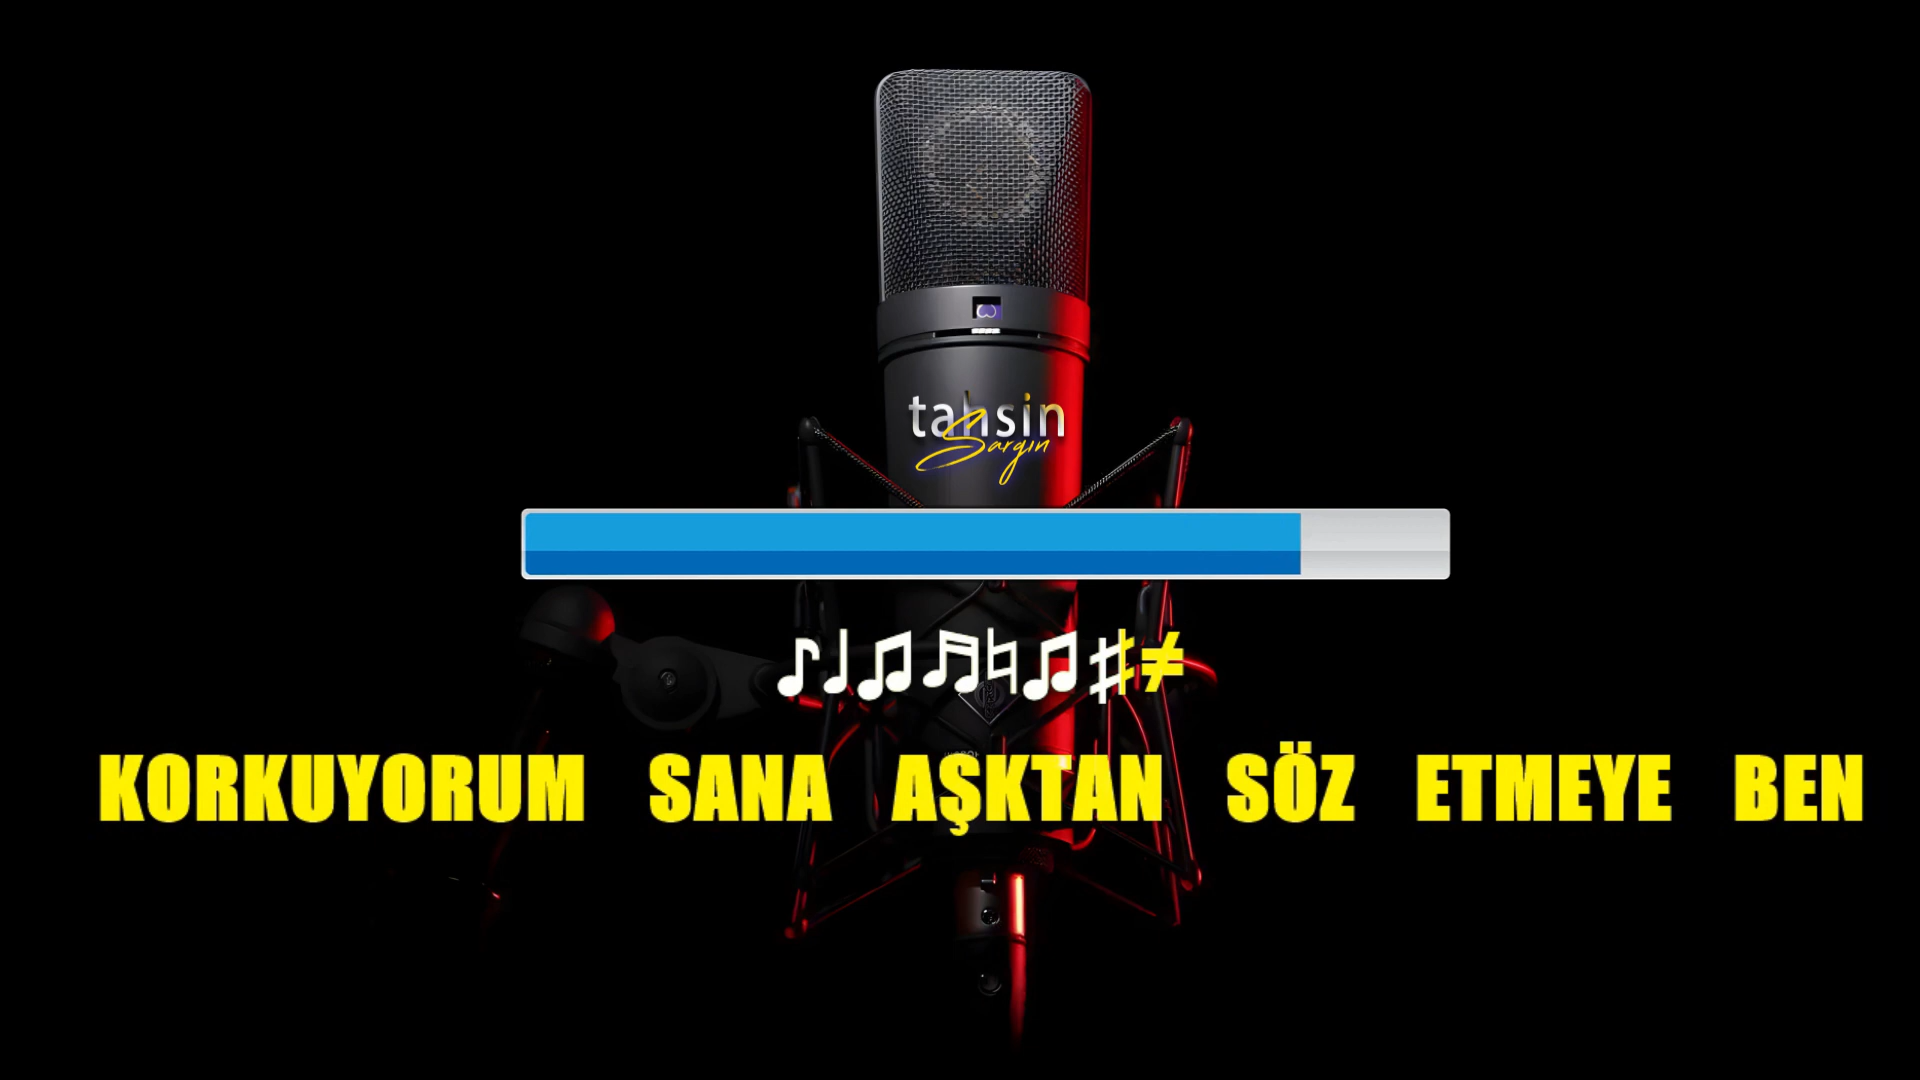 tahsin
Sargın
♪♩♫♬♮♫♯≠
KORKUYORUM SANA AŞKTAN SÖZ ETMEYE BEN